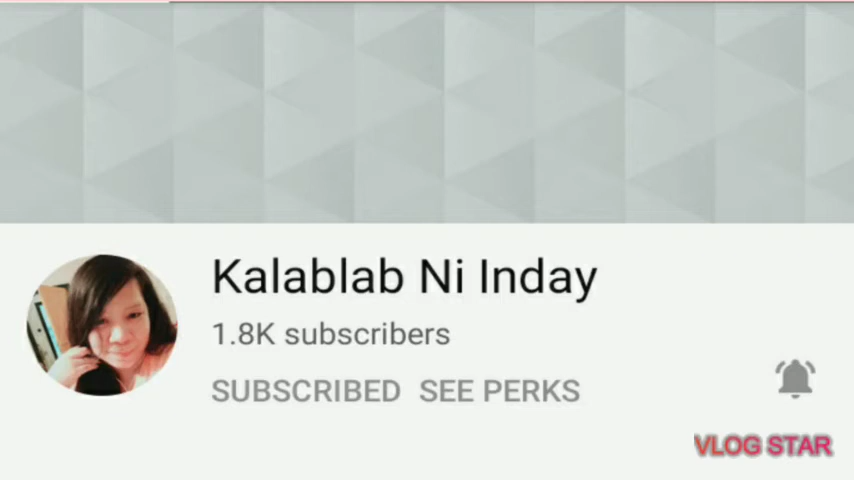 Kalablab Ni Inday
1.8K subscribers
SUBSCRIBED SEE PERKS
VLOG STAR